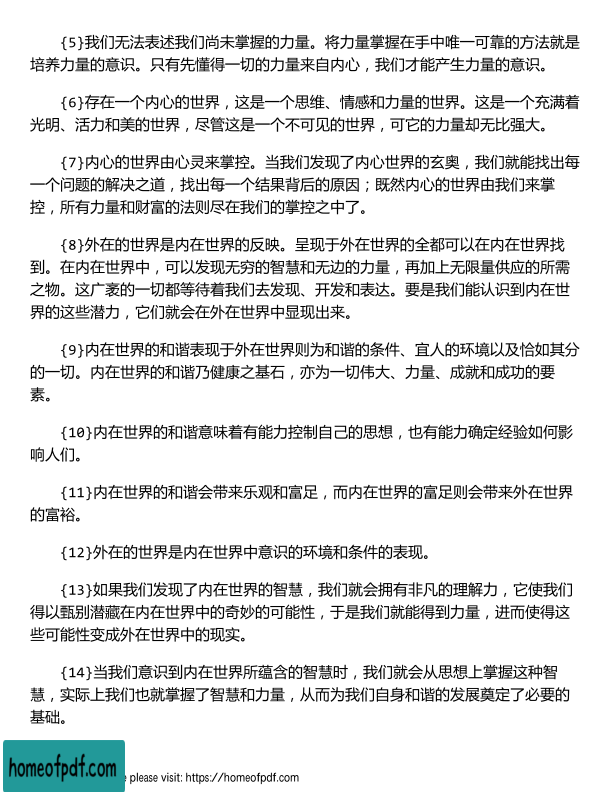 {5}我们无法表述我们尚未掌握的力量。将力量掌握在手中唯一可靠的方法就是
培养力量的意识。只有先懂得一切的力量来自内心，我们才能产生力量的意识。
{6}存在一个内心的世界，这是一个思维、情感和力量的世界。这是一个充满着
光明、活力和美的世界，尽管这是一个不可见的世界，可它的力量却无比强大。
{7}内心的世界由心灵来掌控。当我们发现了内心世界的玄奥，我们就能找出每
一个问题的解决之道，找出每一个结果背后的原因；既然内心的世界由我们来掌
控，所有力量和财富的法则尽在我们的掌控之中了。
{8}外在的世界是内在世界的反映。呈现于外在世界的全都可以在内在世界找
到。在内在世界中，可以发现无穷的智慧和无边的力量，再加上无限量供应的所需
之物。这广袤的一切都等待着我们去发现、开发和表达。要是我们能认识到内在世
界的这些潜力，它们就会在外在世界中显现出来。
{9}内在世界的和谐表现于外在世界则为和谐的条件、宜人的环境以及恰如其分
的一切。内在世界的和谐乃健康之基石，亦为一切伟大、力量、成就和成功的要
素。
{10}内在世界的和谐意味着有能力控制自己的思想，也有能力确定经验如何影
响人们。
{11}内在世界的和谐会带来乐观和富足，而内在世界的富足则会带来外在世界
的富裕。
{12}外在的世界是内在世界中意识的环境和条件的表现。
{13}如果我们发现了内在世界的智慧，我们就会拥有非凡的理解力，它使我们
得以甄别潜藏在内在世界中的奇妙的可能性，于是我们就能得到力量，进而使得这
些可能性变成外在世界中的现实。
{14}当我们意识到内在世界所蕴含的智慧时，我们就会从思想上掌握这种智
慧，实际上我们也就掌握了智慧和力量，从而为我们自身和谐的发展奠定了必要的
基础。
homeofpdf.com
please visit: https://homeofpdf.com